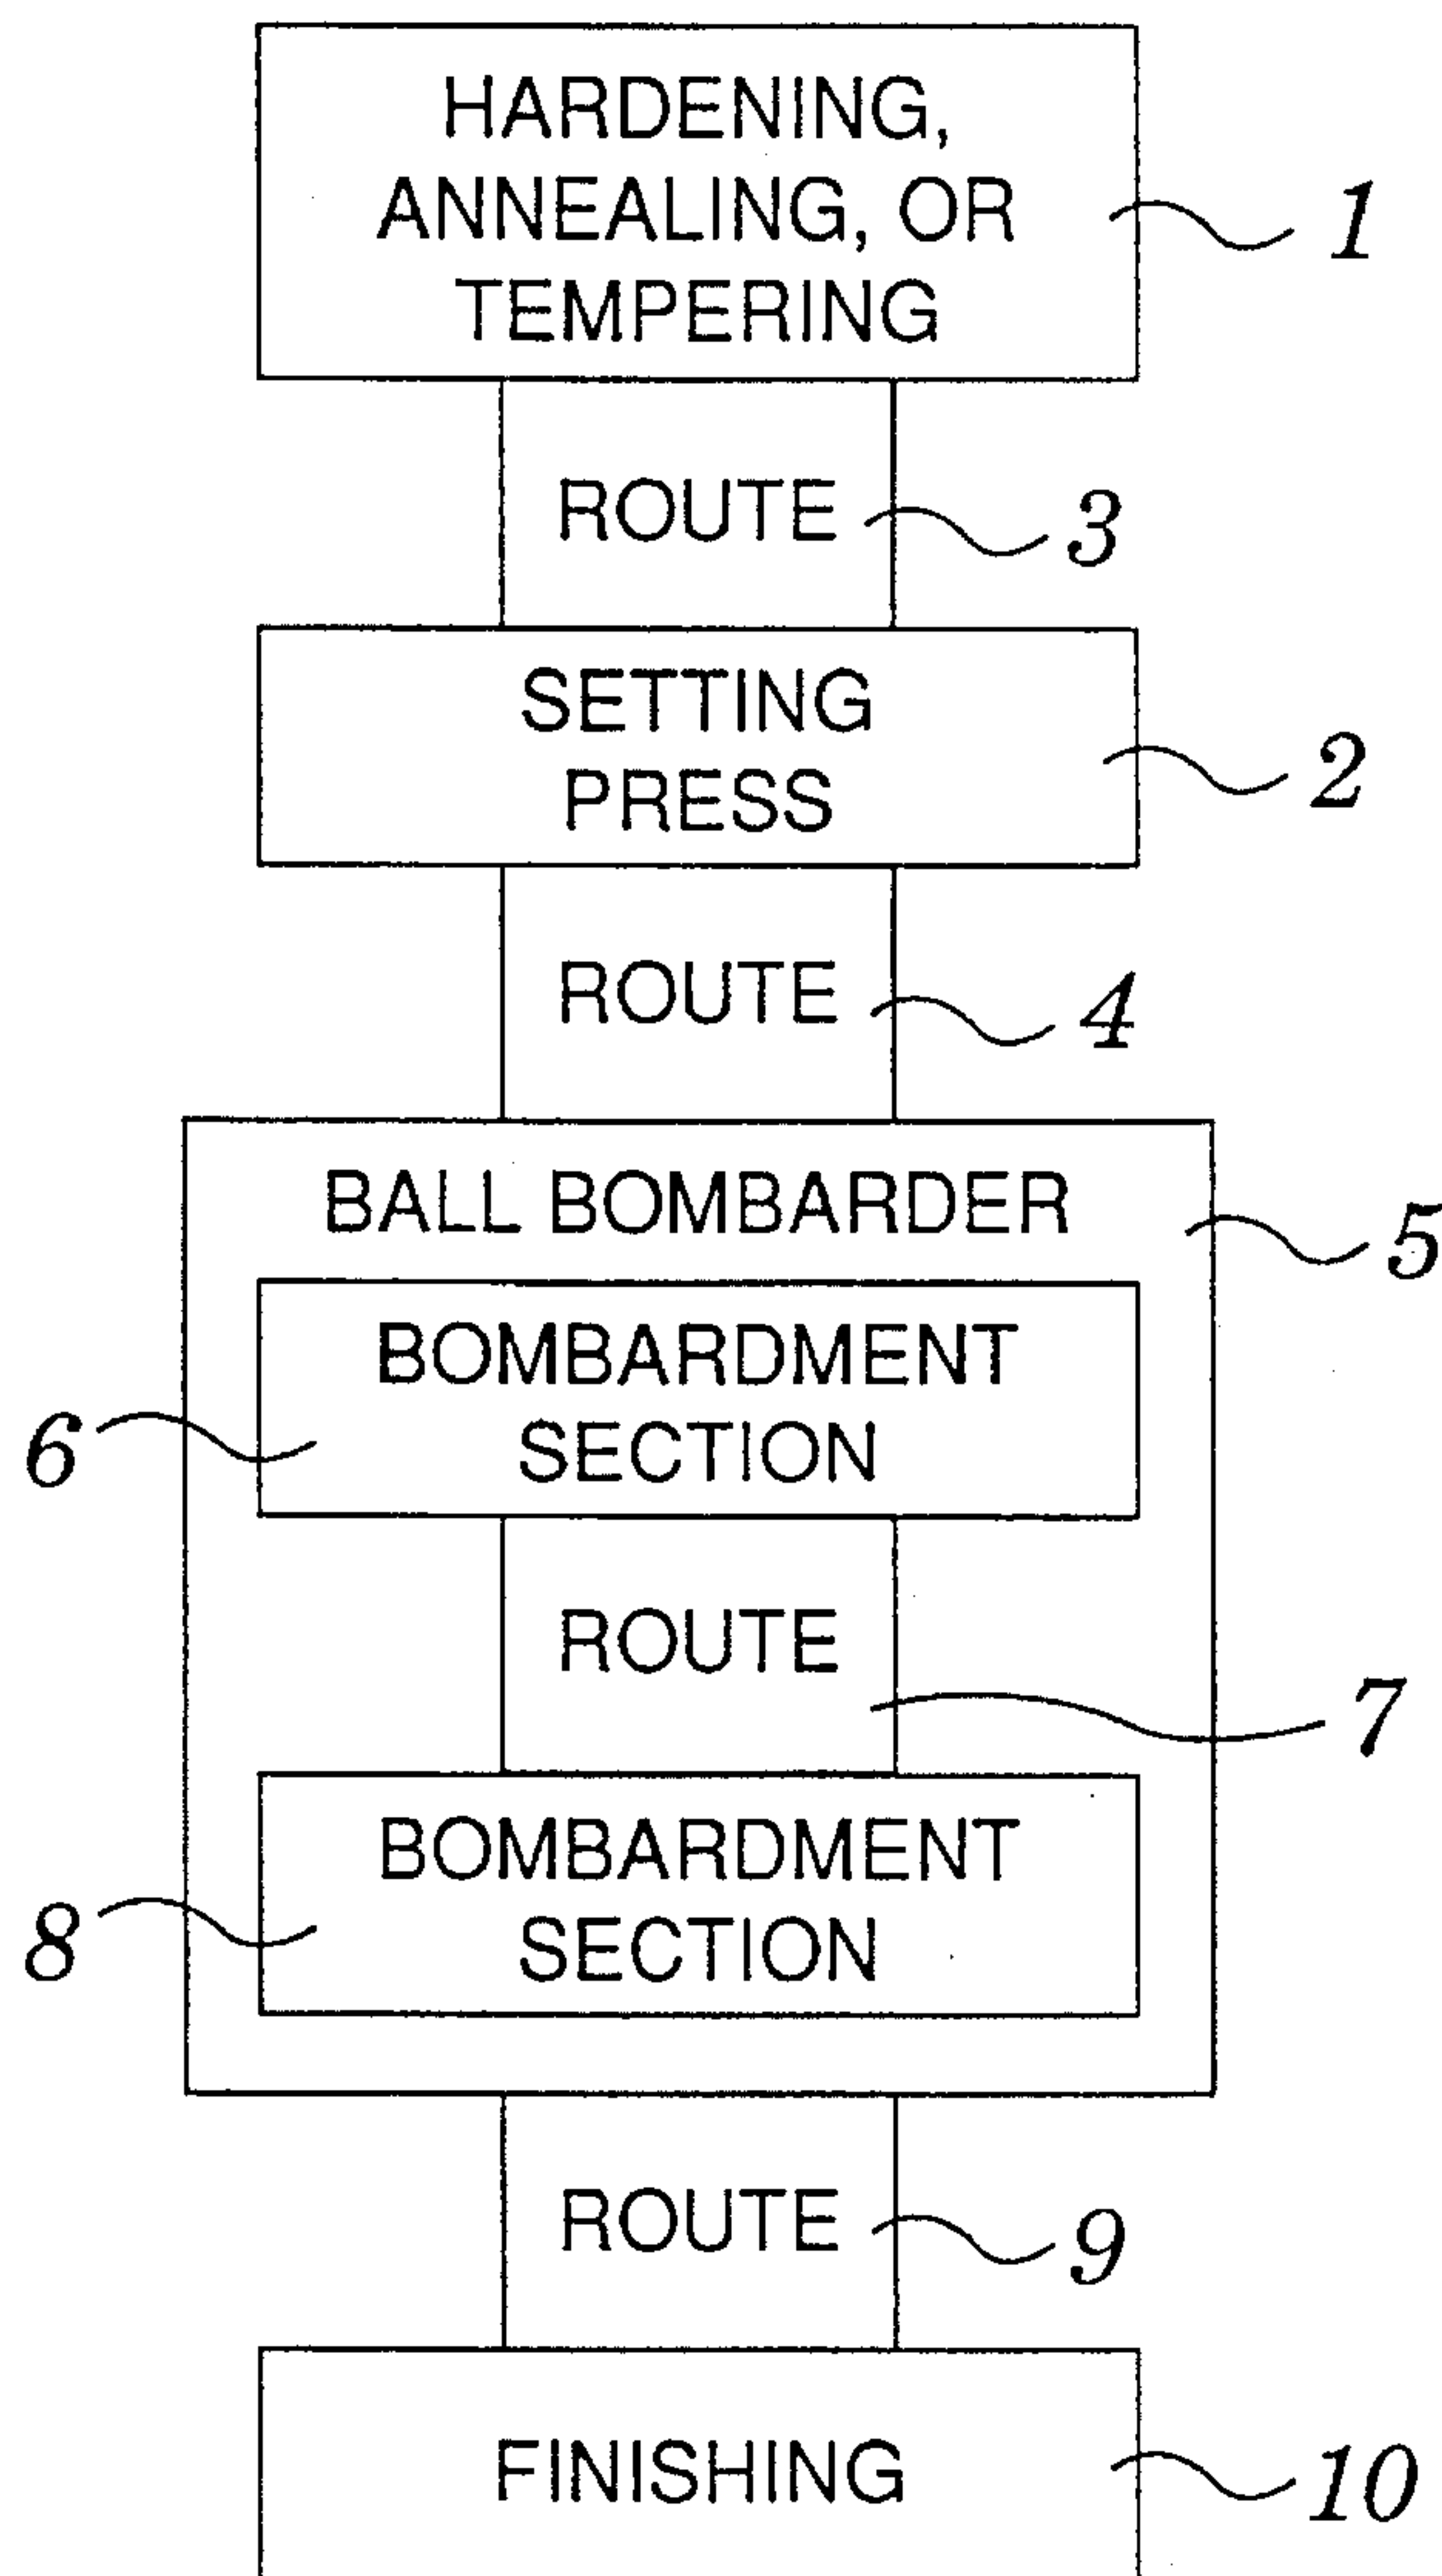 HARDENING,
ANNEALING, OR
TEMPERING
1
ROUTE
3
SETTING
PRESS
2
ROUTE
4
BALL BOMBARDER
5
BOMBARDMENT
SECTION
6
ROUTE
7
BOMBARDMENT
SECTION
8
ROUTE
9
FINISHING
10